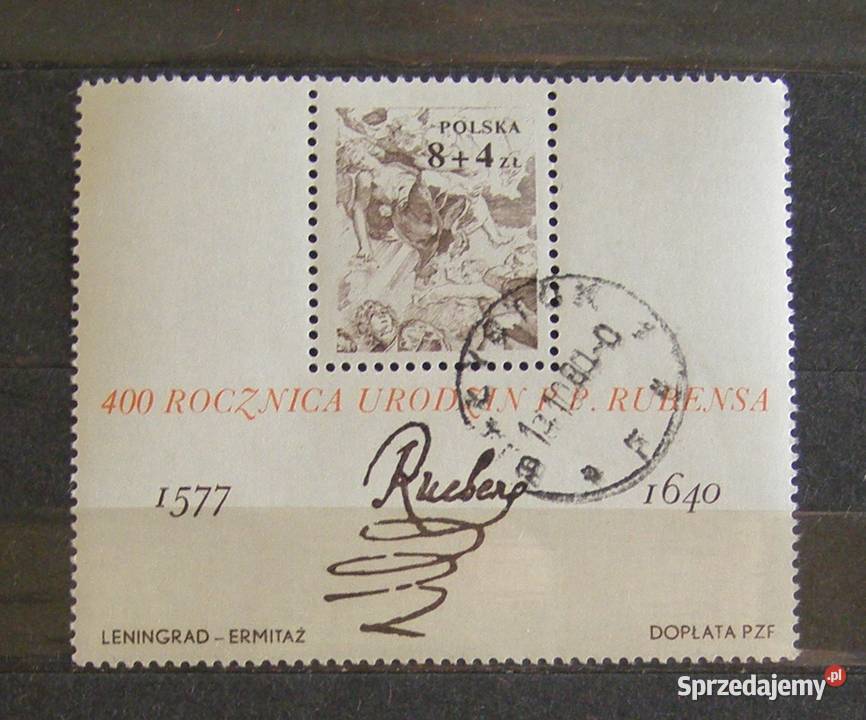 POLSKA
8+4 ZŁ
400 ROCZNICA URODZIN P.P. RUBENSA
1577
1640
LENINGRAD – ERMITAŻ
DOPŁATA PZF
Sprzedajemy.pl